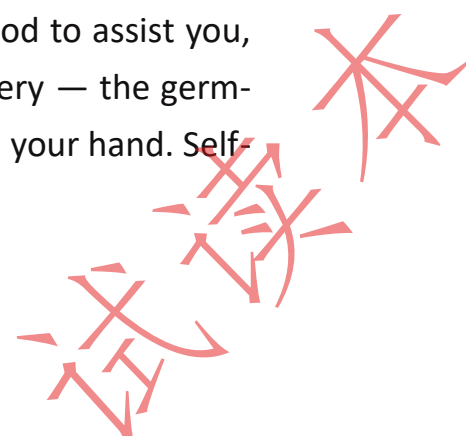 od to assist you,
ery — the germ-
your hand. Self-
试读本